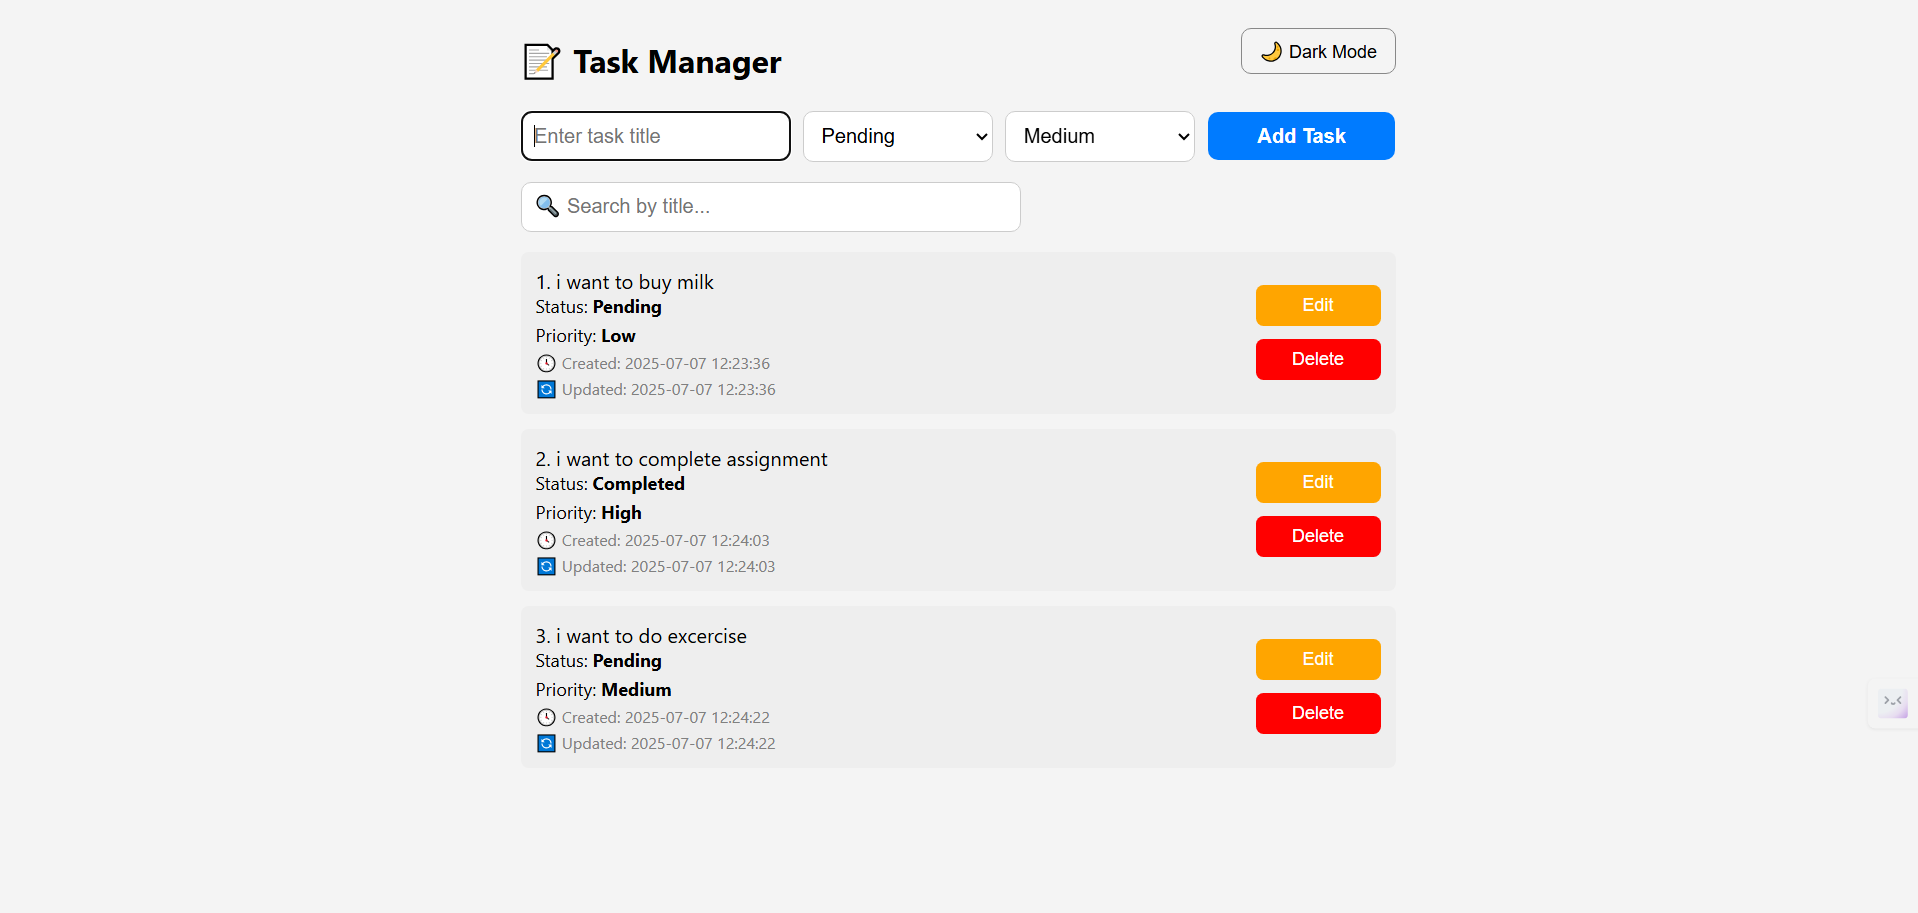 📝 Task Manager
🌙 Dark Mode
Enter task title
Pending
Medium
Add Task
🔍 Search by title...
1. i want to buy milk
Status: Pending
Priority: Low
🕒 Created: 2025-07-07 12:23:36
🔄 Updated: 2025-07-07 12:23:36
Edit
Delete
2. i want to complete assignment
Status: Completed
Priority: High
🕒 Created: 2025-07-07 12:24:03
🔄 Updated: 2025-07-07 12:24:03
Edit
Delete
3. i want to do excercise
Status: Pending
Priority: Medium
🕒 Created: 2025-07-07 12:24:22
🔄 Updated: 2025-07-07 12:24:22
Edit
Delete